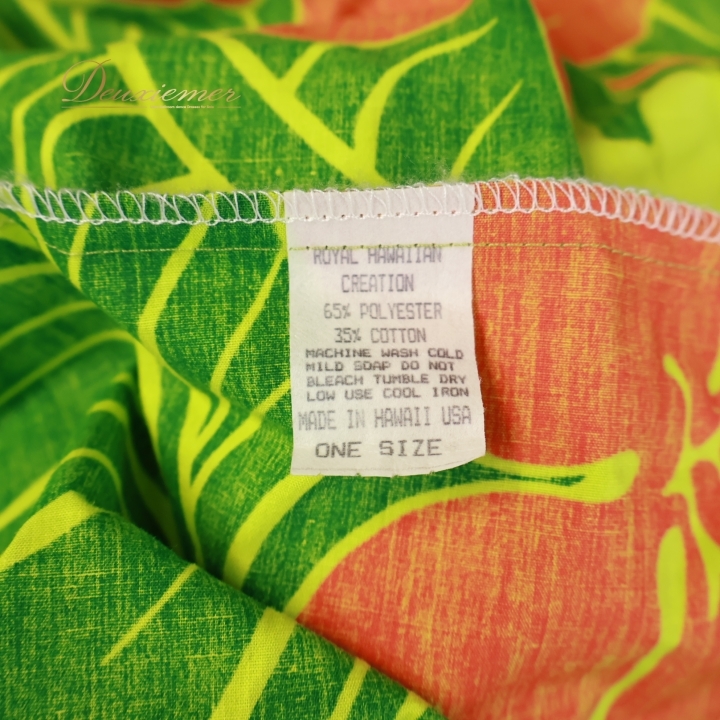 Deuxiemer
ROYAL HAWAIIAN
CREATION
65% POLYESTER
35% COTTON
MACHINE WASH COLD
MILD SOAP DO NOT
BLEACH TUMBLE DRY
LOW USE COOL IRON
MADE IN HAWAII USA
ONE SIZE